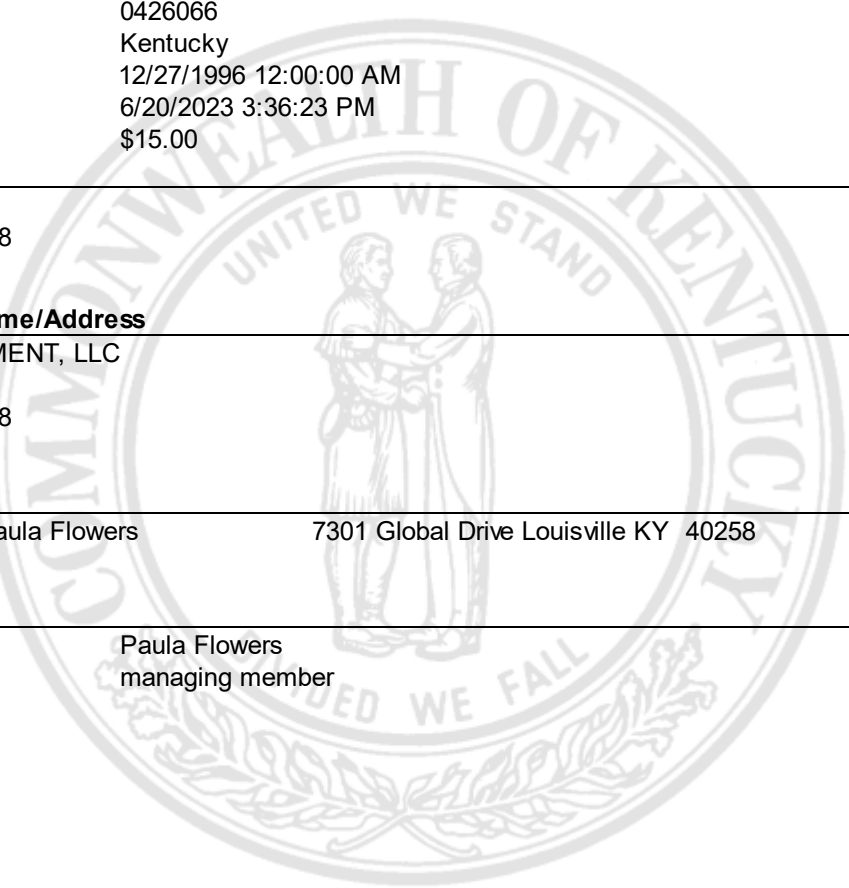 0426066
Kentucky
12/27/1996 12:00:00 AM
6/20/2023 3:36:23 PM
$15.00
8
me/Address
MENT, LLC
8
aula Flowers 7301 Global Drive Louisville KY 40258
Paula Flowers
managing member
COMMONWEALTH OF KENTUCKY
UNITED WE STAND
DIVIDED WE FALL